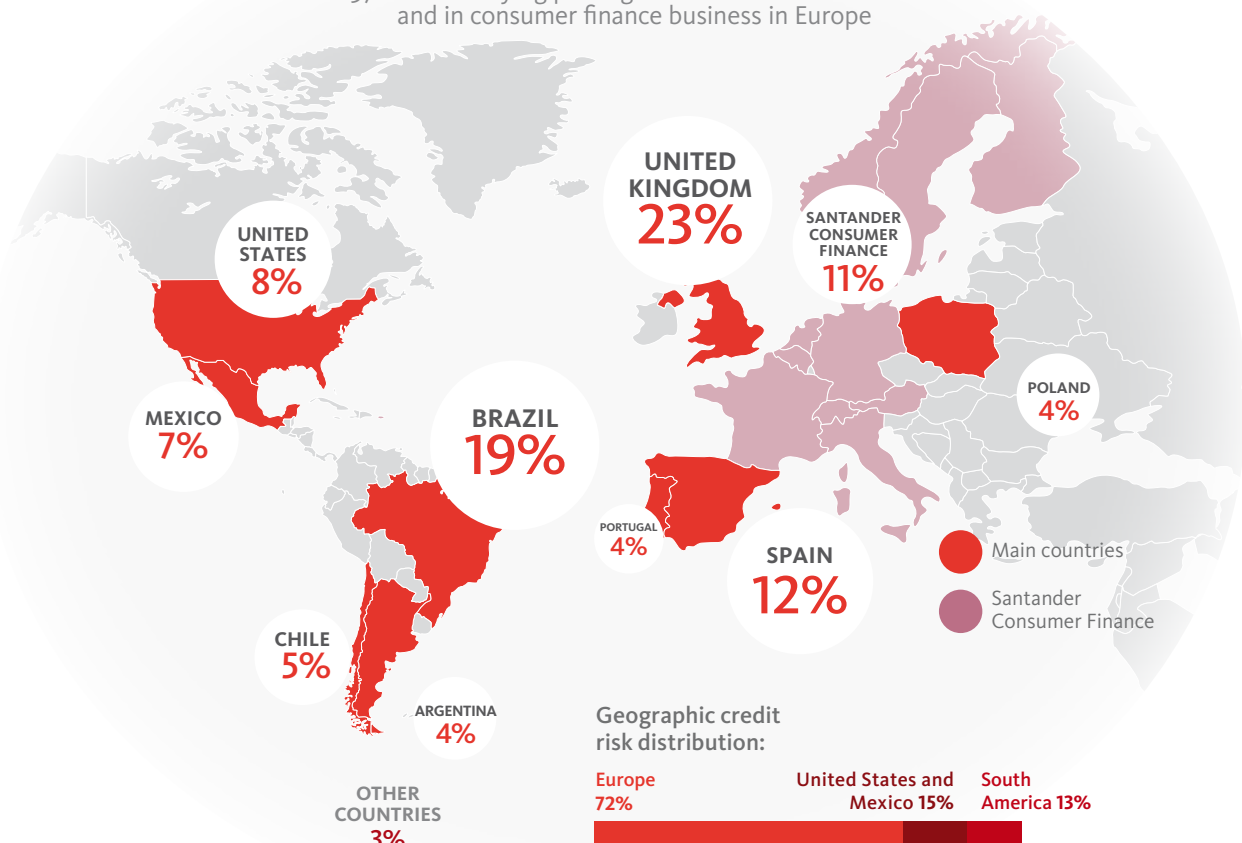 and in consumer finance business in Europe
UNITED
KINGDOM
23%
SANTANDER
CONSUMER
FINANCE
11%
UNITED
STATES
8%
POLAND
4%
MEXICO
7%
BRAZIL
19%
PORTUGAL
4%
SPAIN
12%
Main countries
Santander
Consumer Finance
CHILE
5%
ARGENTINA
4%
OTHER
COUNTRIES
3%
Geographic credit
risk distribution:
Europe
72%
United States and
Mexico 15%
South
America 13%